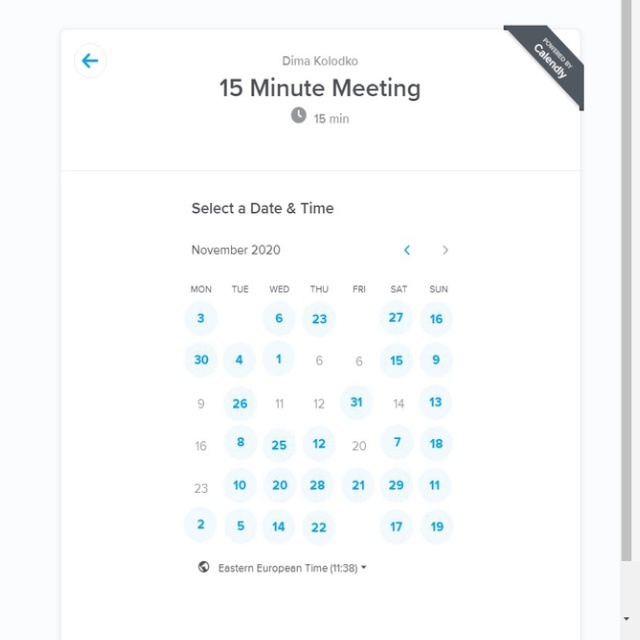 Dima Kolodko
15 Minute Meeting
15 min
POWERED BY
Calendly
Select a Date & Time
November 2020
MON TUE WED THU FRI SAT SUN
3 6 23 27 16
30 4 1 6 6 15 9
9 26 11 12 31 14 13
16 8 25 12 20 7 18
23 10 20 28 21 29 11
2 5 14 22 17 19
Eastern European Time (11:38)